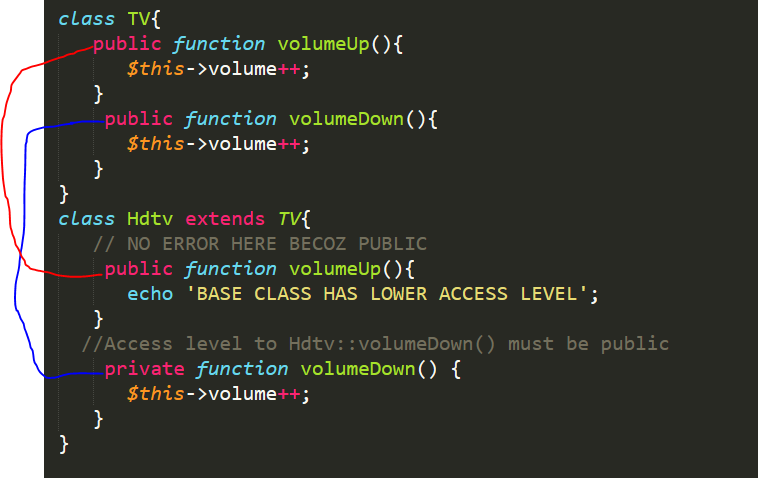 class TV{
public function volumeUp(){
$this->volume++;
}
public function volumeDown(){
$this->volume++;
}
}
class Hdtv extends TV{
// NO ERROR HERE BECOZ PUBLIC
public function volumeUp(){
echo 'BASE CLASS HAS LOWER ACCESS LEVEL';
}
//Access level to Hdtv::volumeDown() must be public
private function volumeDown() {
$this->volume++;
}
}